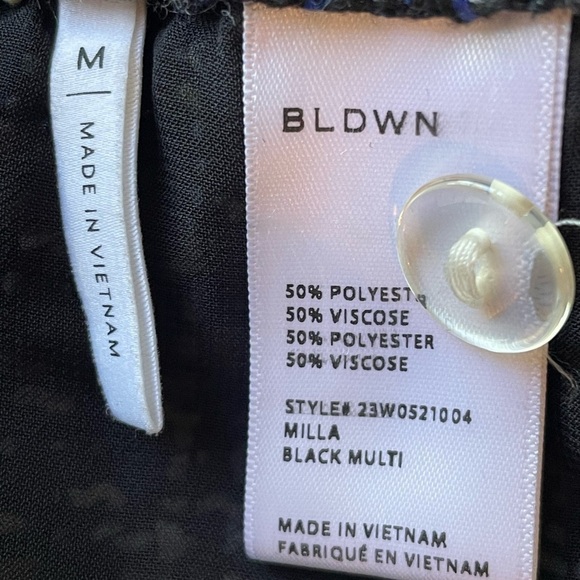 M
MADE IN VIETNAM
BLDWN
50% POLYESTER
50% VISCOSE
50% POLYESTER
50% VISCOSE
STYLE# 23W0521004
MILLA
BLACK MULTI
MADE IN VIETNAM
FABRIQUÉ EN VIETNAM